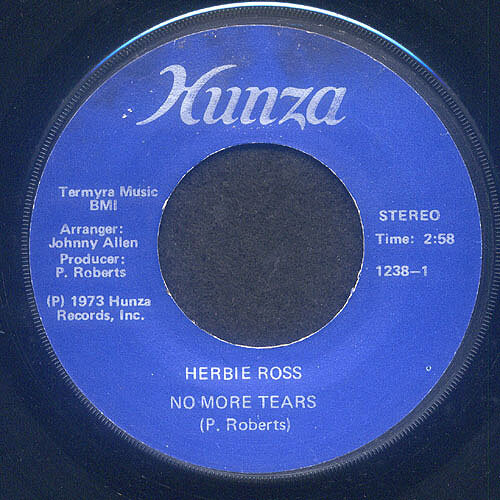 Hunza
Termyra Music
BMI
Arranger:
Johnny Allen
Producer:
P. Roberts
(P) 1973 Hunza
Records, Inc.
STEREO
Time: 2:58
1238-1
HERBIE ROSS
NO MORE TEARS
(P. Roberts)